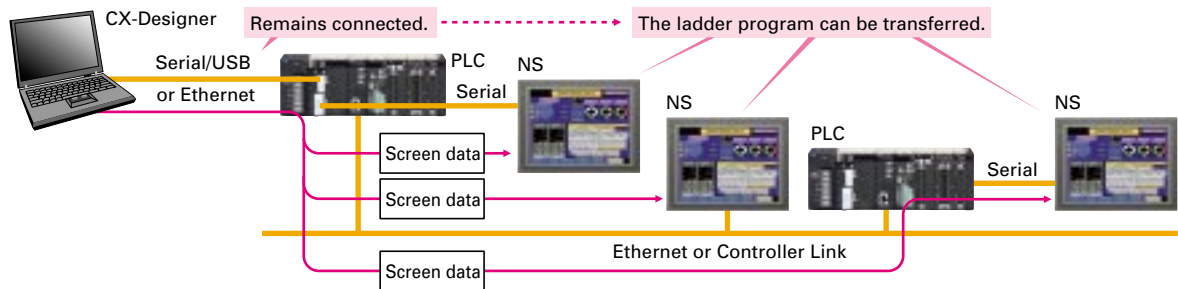 CX-Designer
Remains connected.
The ladder program can be transferred.
Serial/USB
or Ethernet
PLC
NS
Serial
NS
PLC
NS
Serial
Screen data
Screen data
Ethernet or Controller Link
Screen data